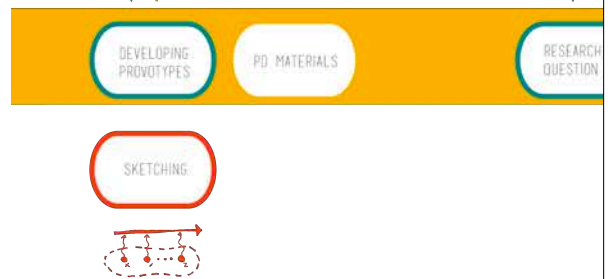 DEVELOPING
PROVOTYPES
PD MATERIALS
RESEARCH
QUESTION
SKETCHING